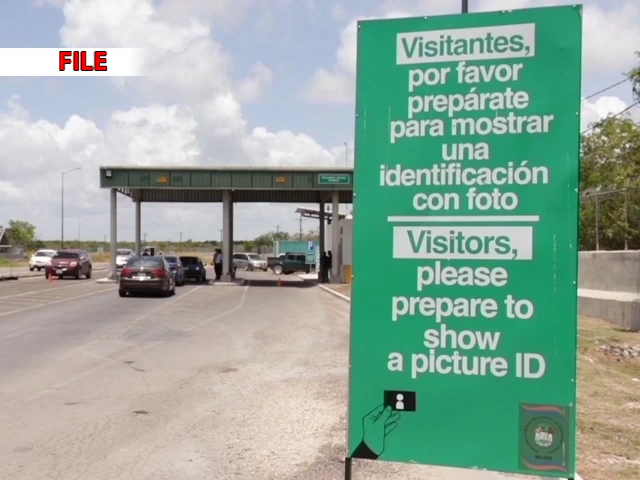 FILE
Visitantes,
por favor
prepárate
para mostrar
una
identificación
con foto
Visitors,
please
prepare to
show
a picture ID